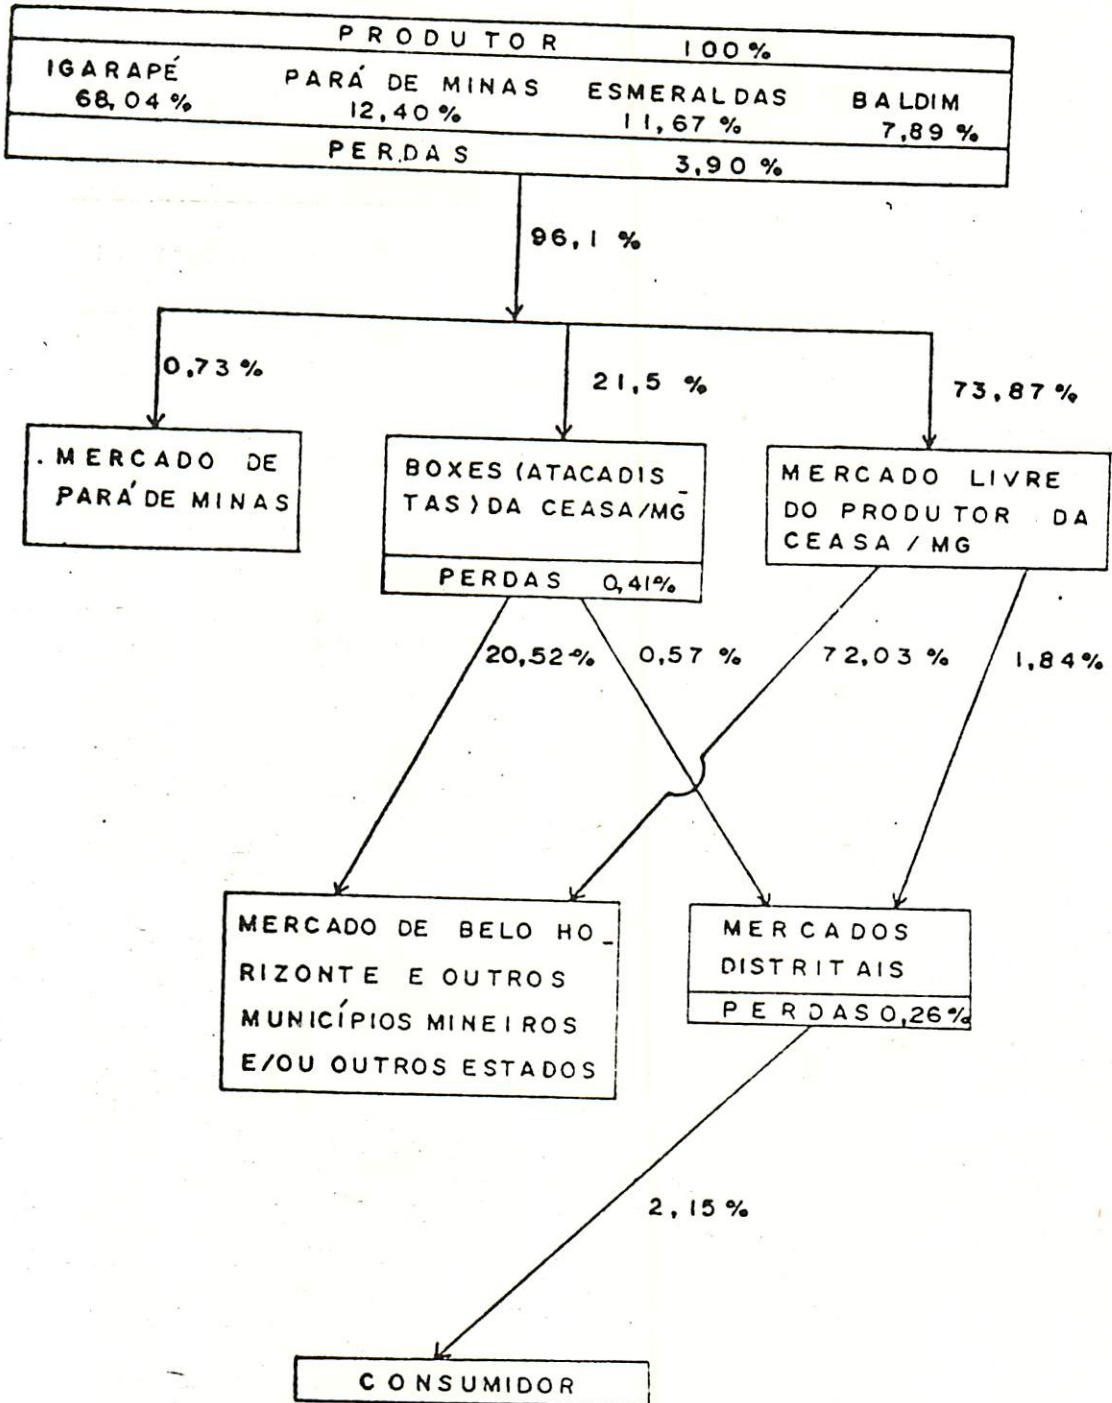 PRODUTOR 100%
IGARAPÉ PARÁ DE MINAS ESMERALDAS BALDIM
68,04% 12,40% 11,67% 7,89%
PERDAS 3,90%
96,1%
0,73% 21,5 % 73,87%
MERCADO DE
PARÁ DE MINAS
BOXES (ATACADIS_
TAS) DA CEASA/MG
PERDAS 0,41%
MERCADO LIVRE
DO PRODUTOR DA
CEASA / MG
20,52% 0,57 % 72,03 % 1,84%
MERCADO DE BELO HO_
RIZONTE E OUTROS
MUNICÍPIOS MINEIROS
E/OU OUTROS ESTADOS
MERCADOS
DISTRITAIS
PERDAS 0,26%
2,15%
CONSUMIDOR